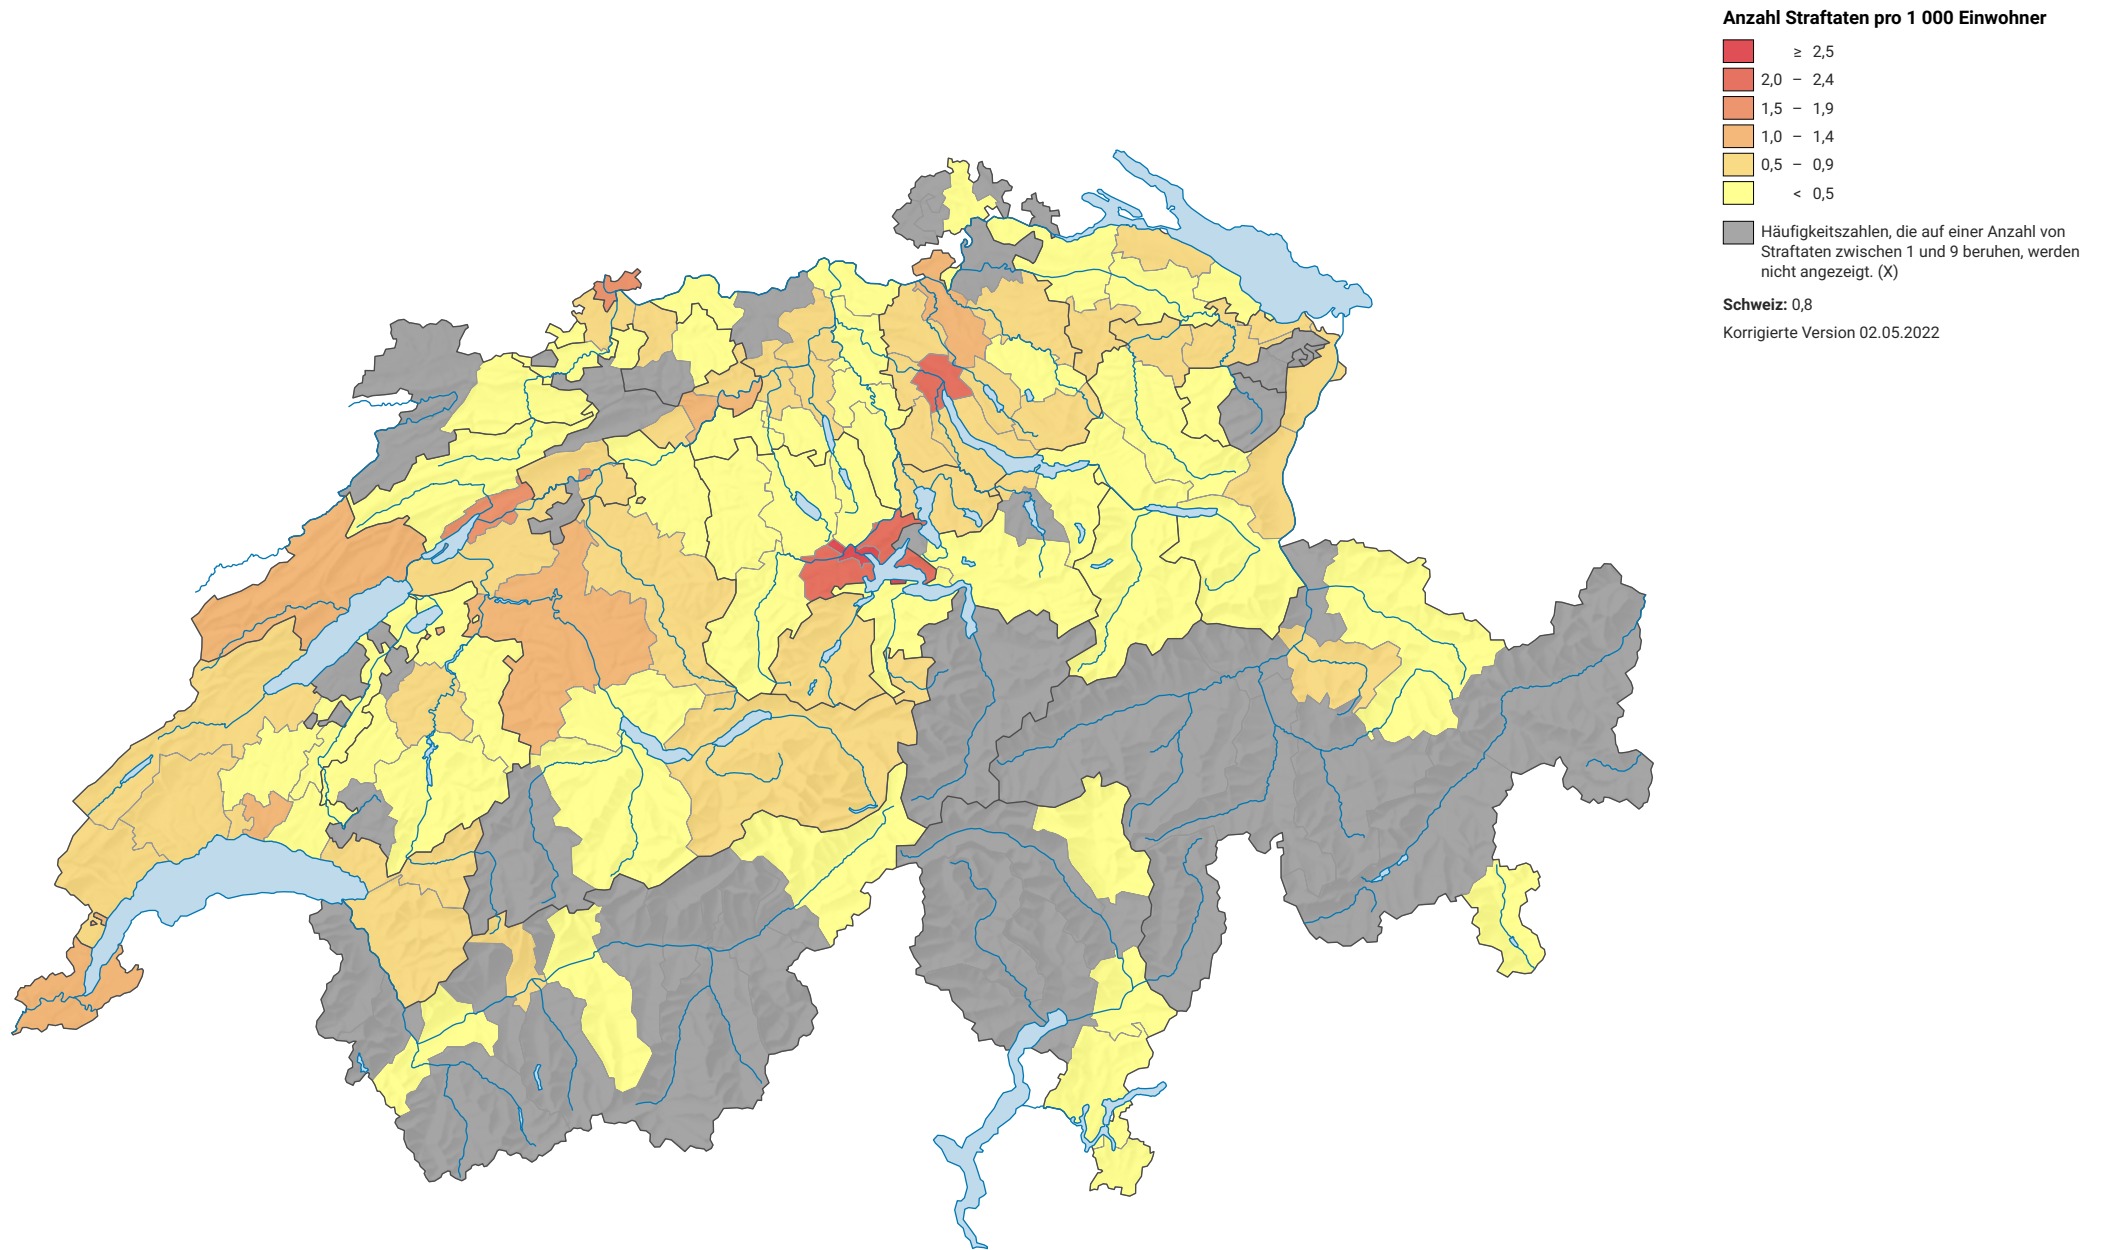 Anzahl Straftaten pro 1 000 Einwohner
≥ 2,5
2,0 – 2,4
1,5 – 1,9
1,0 – 1,4
0,5 – 0,9
< 0,5
Häufigkeitszahlen, die auf einer Anzahl von
Straftaten zwischen 1 und 9 beruhen, werden
nicht angezeigt. (X)
Schweiz: 0,8
Korrigierte Version 02.05.2022